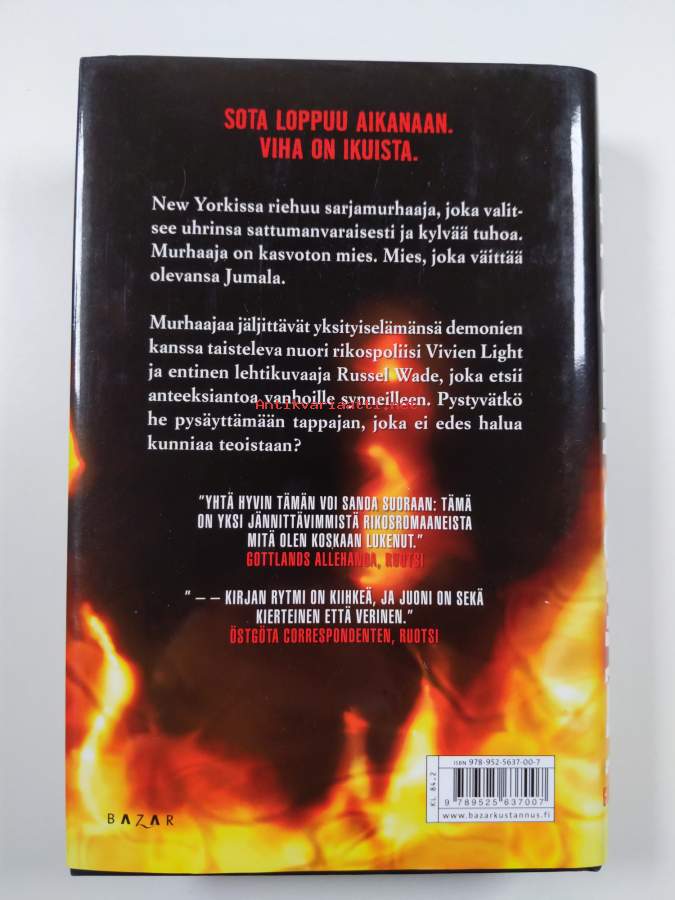 SOTA LOPPUU AIKANAAN.
VIHA ON IKUISTA.
New Yorkissa riehuu sarjamurhaaja, joka valit-
see uhrinsa sattumanvaraisesti ja kylvää tuhoa.
Murhaaja on kasvoton mies. Mies, joka väittää
olevansa Jumala.
Murhaajaa jäljittävät yksityiselämänsä demonien
kanssa taisteleva nuori rikospoliisi Vivien Light
ja entinen lehtikuvaaja Russel Wade, joka etsii
anteeksiantoa vanhoille synneilleen. Pystyvätkö
Antikvariaatti.net
he pysäyttämään tappajan, joka ei edes halua
kunniaa teoistaan?
"YHTÄ HYVIN TÄMÄN VOI SANOA SUORAAN: TÄMÄ
ON YKSI JÄNNITTÄVIMMISTÄ RIKOSROMAANEISTA
MITÄ OLEN KOSKAAN LUKENUT."
GOTTLANDS ALLEHANDA, RUOTSI
" – – KIRJAN RYTMI ON KIIHKEÄ, JA JUONI ON SEKÄ
KIERTEINEN ETTÄ VERINEN."
ÖSTGÖTA CORRESPONDENTEN, RUOTSI
ISBN 978-952-5637-00-7
KL 84.2
9 789525 637007
www.bazarkustannus.fi
BAZAR